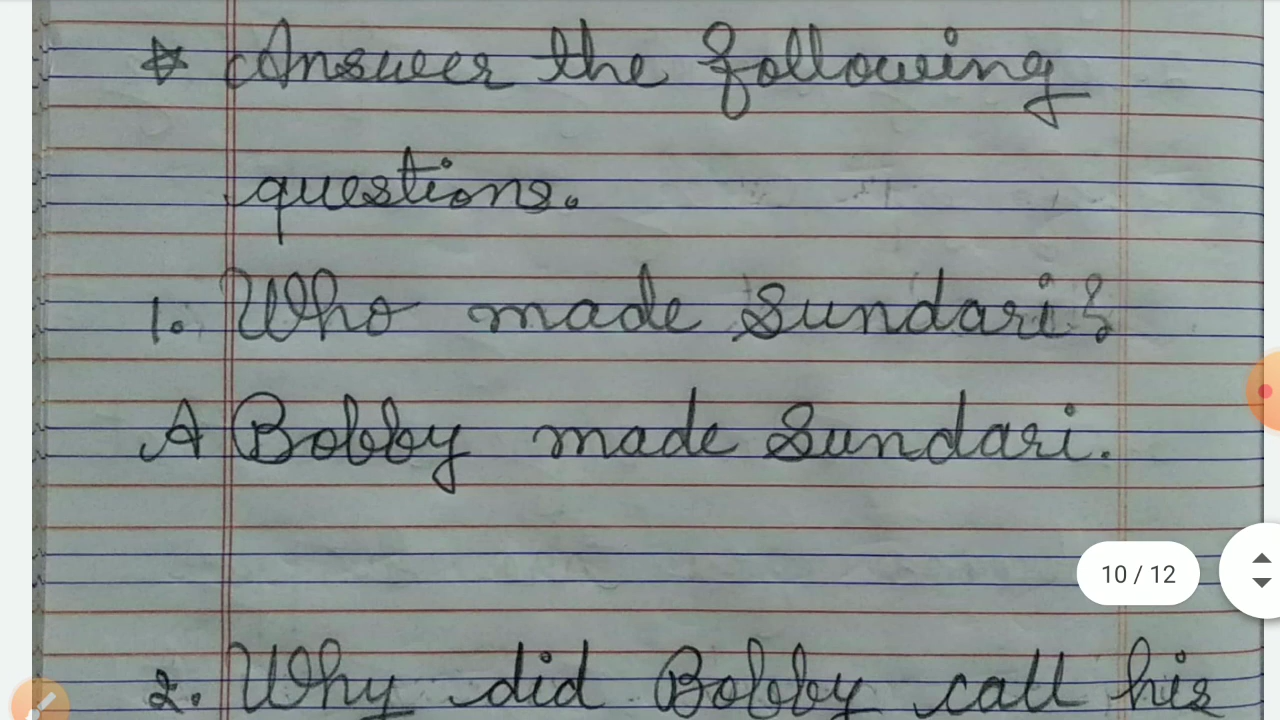 ☆ Answer the following
questions.
1. Who made Sundari?
A Bobby made Sundari.
10 / 12
2. Why did Bobby call his